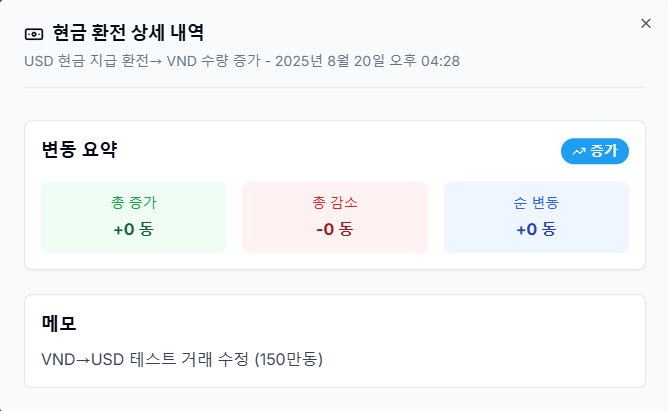 현금 환전 상세 내역
USD 현금 지급 환전→ VND 수량 증가 - 2025년 8월 20일 오후 04:28
변동 요약
증가
총 증가
+0 동
총 감소
-0 동
순 변동
+0 동
메모
VND→USD 테스트 거래 수정 (150만동)